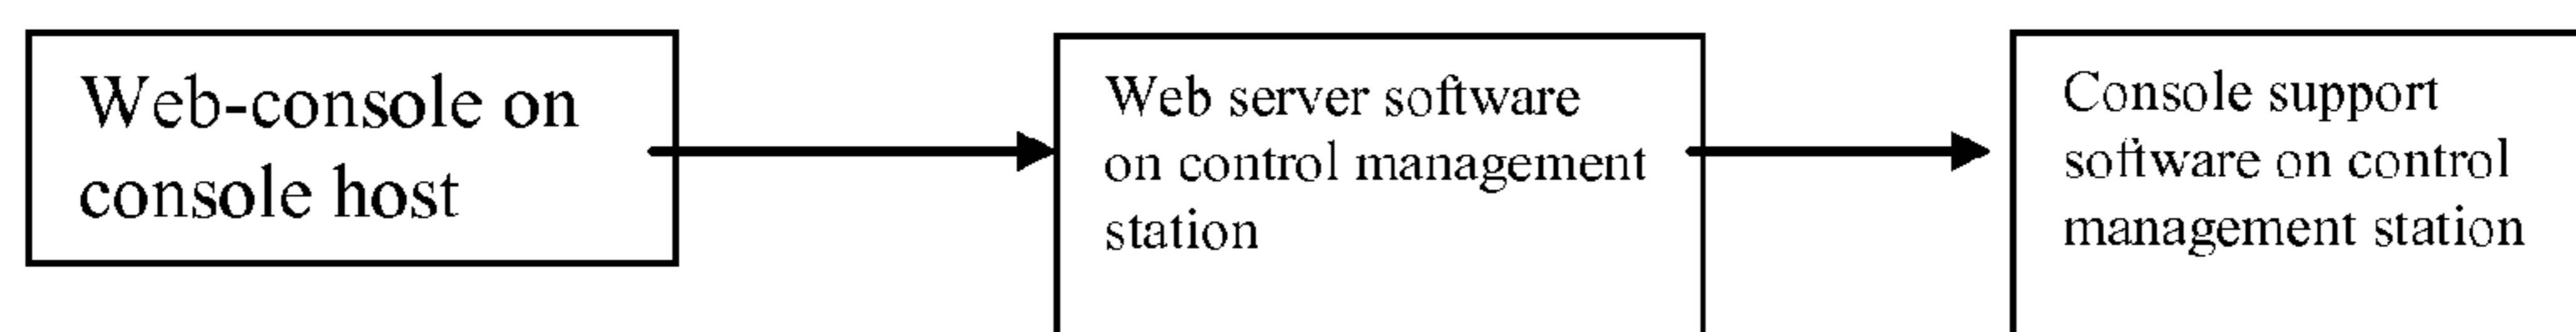 Web-console on
console host
Web server software
on control management
station
Console support
software on control
management station